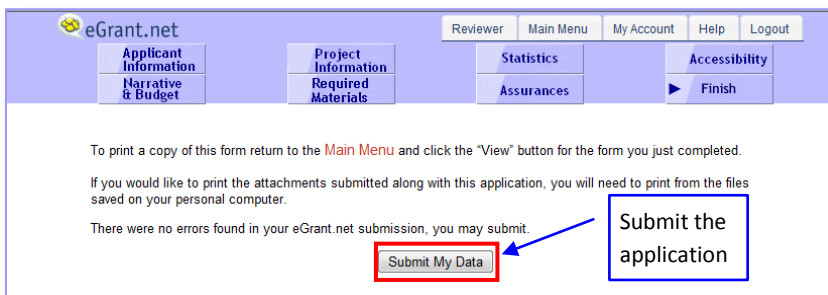 eGrant.net
Reviewer Main Menu My Account Help Logout
Applicant Information
Project Information
Statistics
Accessibility
Narrative & Budget
Required Materials
Assurances
Finish
To print a copy of this form return to the Main Menu and click the “View” button for the form you just completed.
If you would like to print the attachments submitted along with this application, you will need to print from the files
saved on your personal computer.
There were no errors found in your eGrant.net submission, you may submit.
Submit My Data
Submit the
application